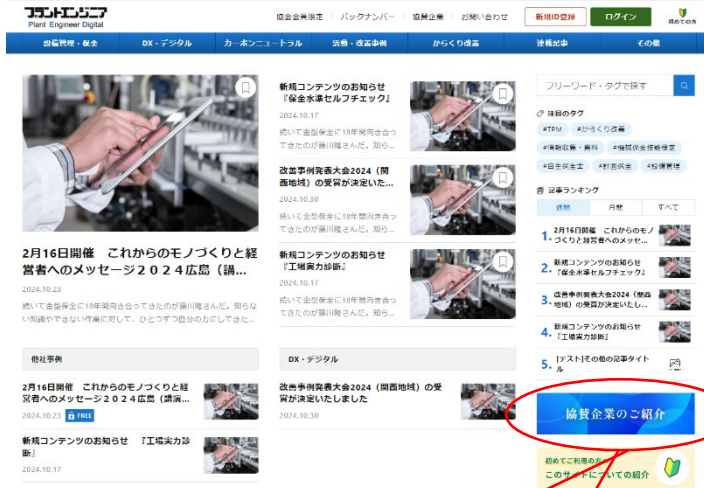 プラントエンジニア
Plant Engineer Digital
協会会員限定 バックナンバー 協賛企業 お問い合わせ 新規ID登録 ログイン 初めての方
設備管理・保全 DX・デジタル カーボンニュートラル 活動・改善事例 からくり改善 連載記事 その他
2月16日開催 これからのモノづくりと経
営者へのメッセージ2024広島（講...
2024.10.23
続いて金型保全に18年間向き合ってきたのが藤川隆さんだ。知らな
い知識やできない作業に対して、ひとつずつ自分の力にしてきた...
新規コンテンツのお知らせ
『保全水準セルフチェック』
2024.10.17
続いて金型保全に18年間向き合っ
てきたのが藤川隆さんだ。知ら...
改善事例発表大会2024（関
西地域）の受賞が決定いた...
2024.10.30
続いて金型保全に18年間向き合っ
てきたのが藤川隆さんだ。知ら...
新規コンテンツのお知らせ
『工場実力診断』
2024.10.17
続いて金型保全に18年間向き合っ
てきたのが藤川隆さんだ。知ら...
フリーワード・タグで探す
注目のタグ
#TPM #からくり改善
#情報収集・資料 #機械保全技能検定
#自主保全士 #計画保全 #設備管理
記事ランキング
週間 月間 すべて
1. 2月16日開催 これからのモノ
づくりと経営者へのメッセ...
2. 新規コンテンツのお知らせ
『保全水準セルフチェック』
3. 改善事例発表大会2024（関西
地域）の受賞が決定いたし...
4. 新規コンテンツのお知らせ
『工場実力診断』
5. [テスト]その他の記事タイト
ル
他社事例
2月16日開催 これからのモノづくりと経
営者へのメッセージ2024広島（講演...
2024.10.23 FREE
新規コンテンツのお知らせ 『工場実力診
断』
2024.10.17
DX・デジタル
改善事例発表大会2024（関西地域）の受
賞が決定いたしました
2024.10.30
協賛企業のご紹介
初めてご利用の方へ
このサイトについての紹介